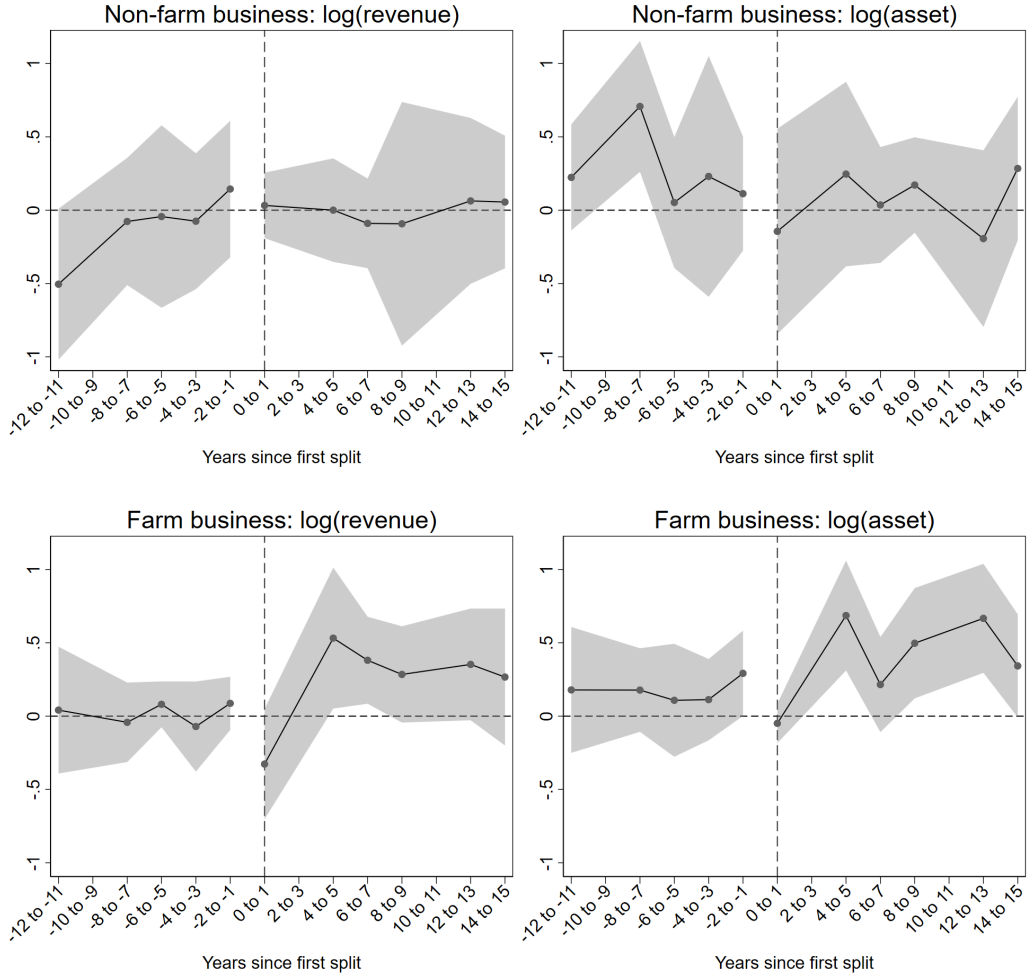 Non-farm business: log(revenue)
1
.5
0
-.5
-1
-12 to -11
-10 to -9
-8 to -7
-6 to -5
-4 to -3
-2 to -1
0 to 1
2 to 3
4 to 5
6 to 7
8 to 9
10 to 11
12 to 13
14 to 15
Years since first split
Non-farm business: log(asset)
1
.5
0
-.5
-1
-12 to -11
-10 to -9
-8 to -7
-6 to -5
-4 to -3
-2 to -1
0 to 1
2 to 3
4 to 5
6 to 7
8 to 9
10 to 11
12 to 13
14 to 15
Years since first split
Farm business: log(revenue)
1
.5
0
-.5
-1
-12 to -11
-10 to -9
-8 to -7
-6 to -5
-4 to -3
-2 to -1
0 to 1
2 to 3
4 to 5
6 to 7
8 to 9
10 to 11
12 to 13
14 to 15
Years since first split
Farm business: log(asset)
1
.5
0
-.5
-1
-12 to -11
-10 to -9
-8 to -7
-6 to -5
-4 to -3
-2 to -1
0 to 1
2 to 3
4 to 5
6 to 7
8 to 9
10 to 11
12 to 13
14 to 15
Years since first split